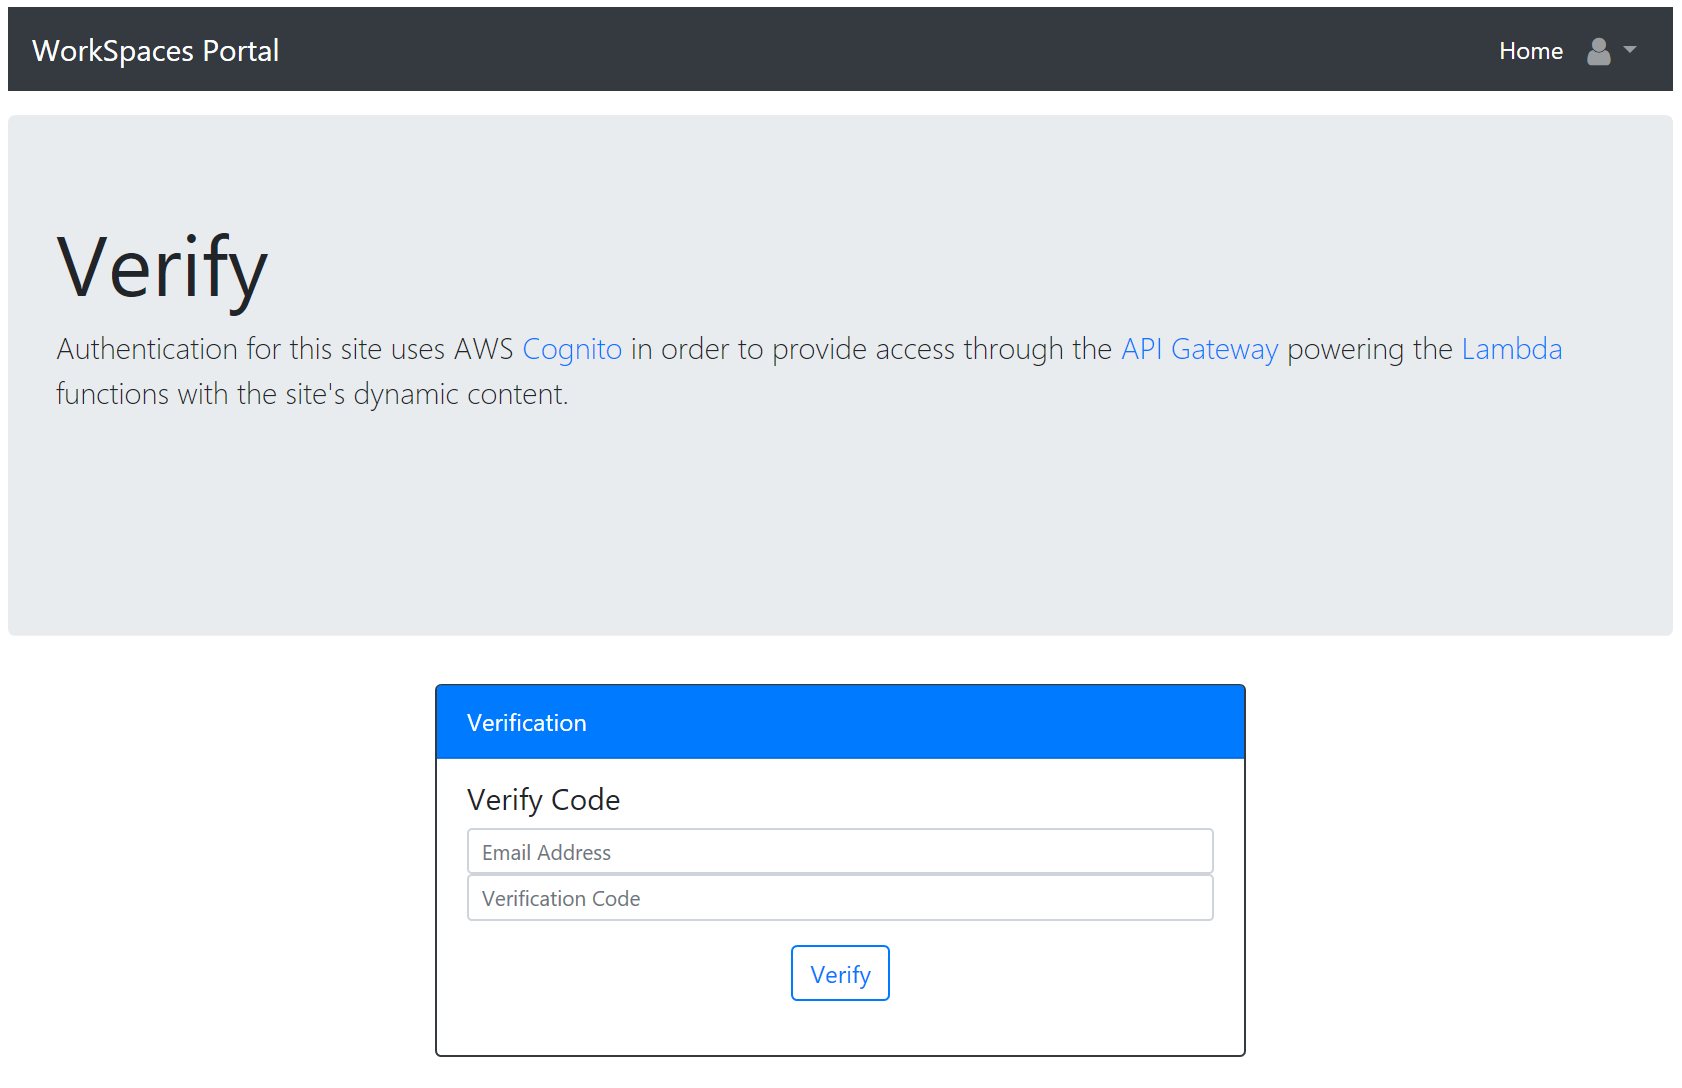 WorkSpaces Portal
Home
Verify
Authentication for this site uses AWS Cognito in order to provide access through the API Gateway powering the Lambda
functions with the site's dynamic content.
Verification
Verify Code
Email Address
Verification Code
Verify